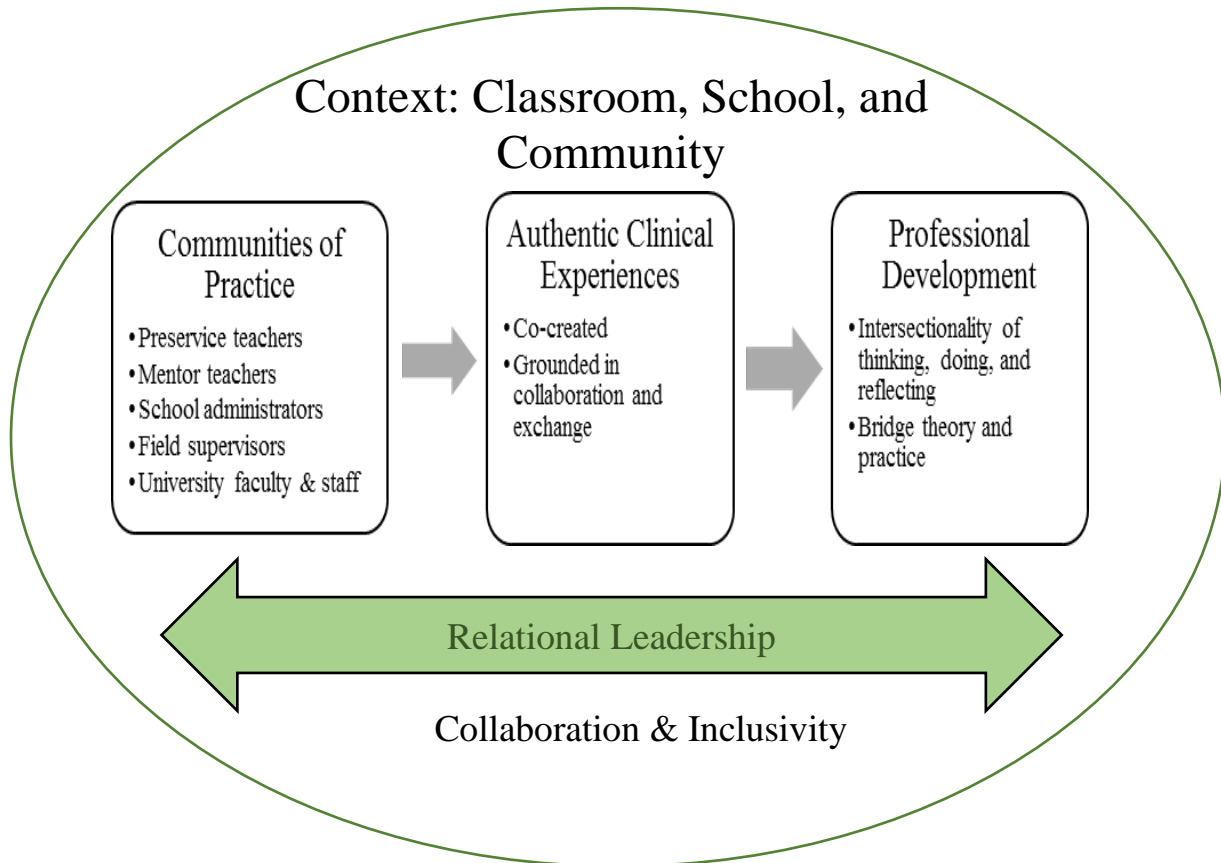 Context: Classroom, School, and
Community
Communities of
Practice
•Preservice teachers
•Mentor teachers
•School administrators
•Field supervisors
•University faculty & staff
Authentic Clinical
Experiences
•Co-created
•Grounded in
collaboration and
exchange
Professional
Development
•Intersectionality of
thinking, doing, and
reflecting
•Bridge theory and
practice
Relational Leadership
Collaboration & Inclusivity